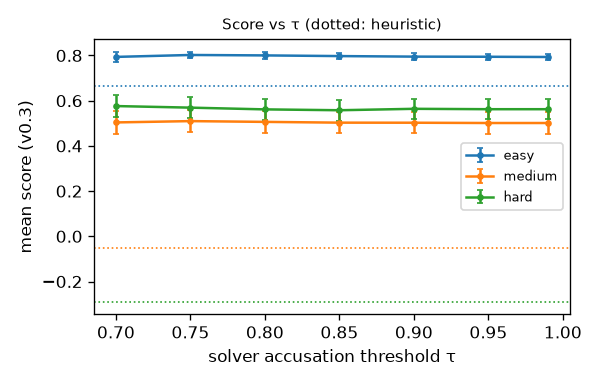 Score vs τ (dotted: heuristic)
mean score (v0.3)
0.8
0.6
0.4
0.2
0.0
−0.2
easy
medium
hard
0.70 0.75 0.80 0.85 0.90 0.95 1.00
solver accusation threshold τ